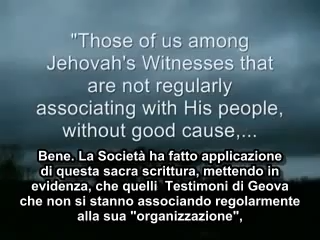 "Those of us among
Jehovah's Witnesses that
are not regularly
associating with His people,
without good cause,...
Bene. La Società ha fatto applicazione
di questa sacra scrittura, mettendo in
evidenza, che quelli Testimoni di Geova
che non si stanno associando regolarmente
alla sua "organizzazione",